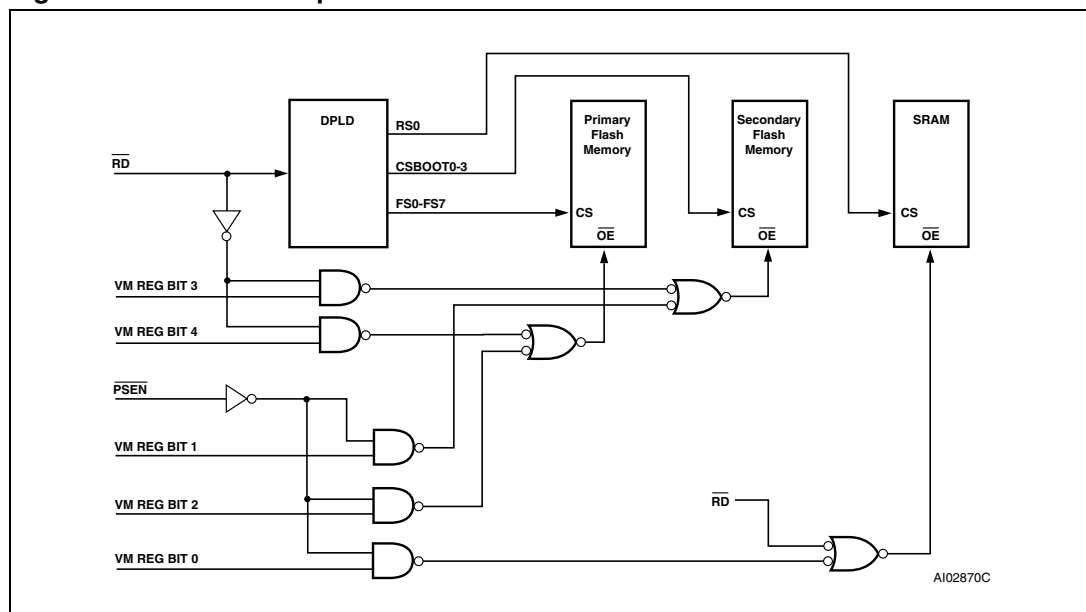 DPLD
RS0
CSBOOT0-3
FS0-FS7
Primary
Flash
Memory
CS
OE
Secondary
Flash
Memory
CS
OE
SRAM
CS
OE
RD
VM REG BIT 3
VM REG BIT 4
PSEN
VM REG BIT 1
VM REG BIT 2
VM REG BIT 0
RD
AI02870C